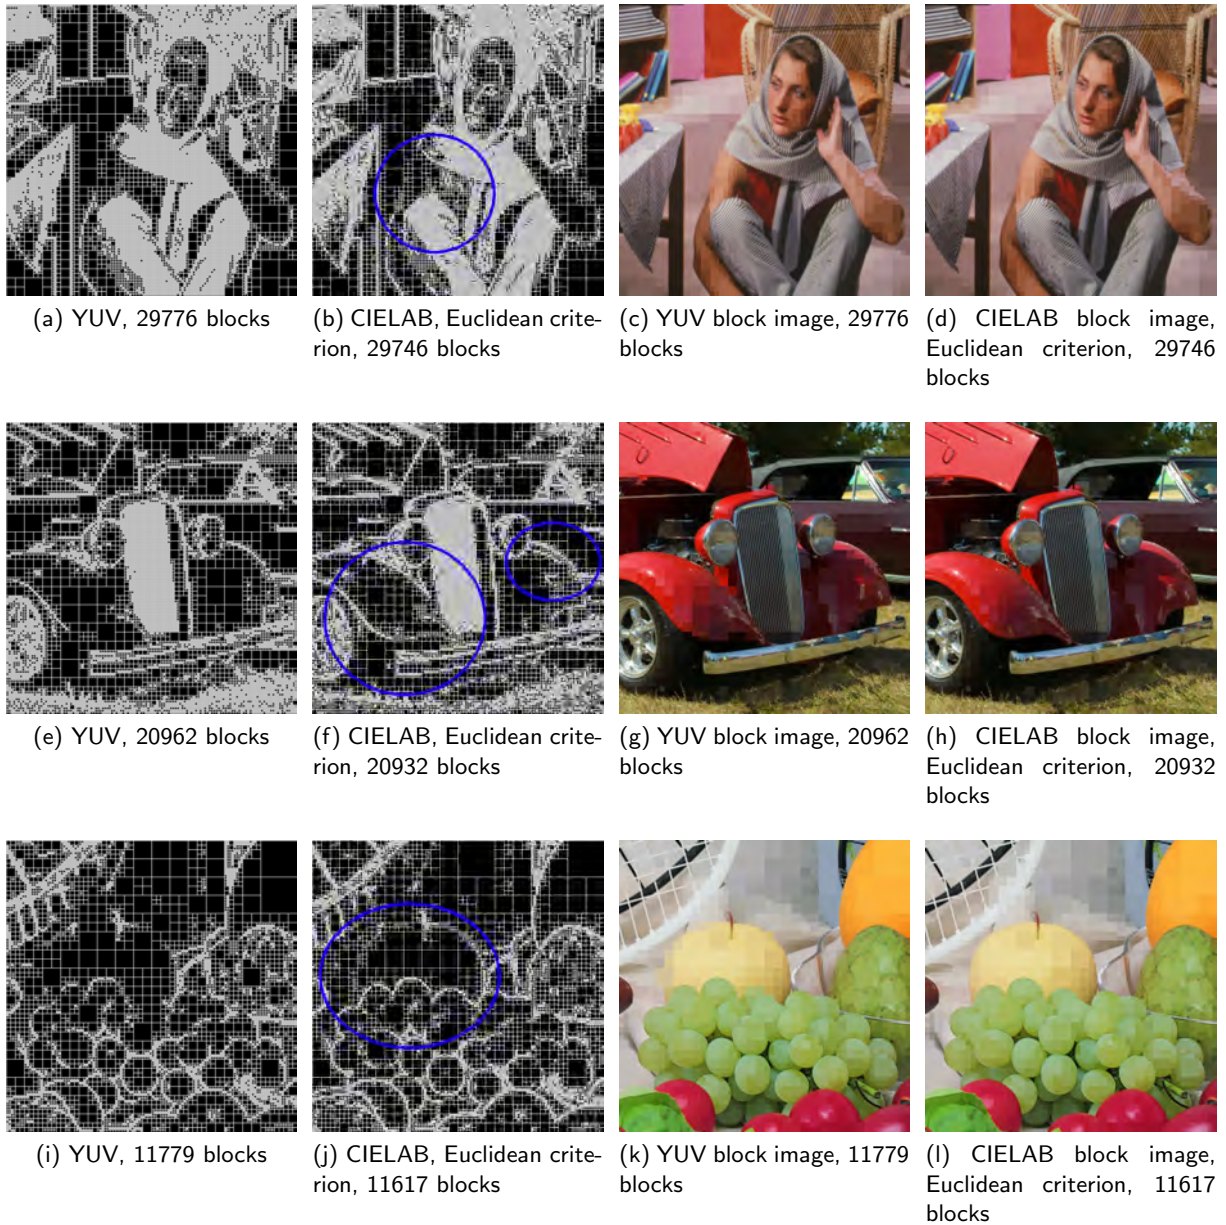 (a) YUV, 29776 blocks
(b) CIELAB, Euclidean crite-
rion, 29746 blocks
(c) YUV block image, 29776
blocks
(d) CIELAB block image,
Euclidean criterion, 29746
blocks
(e) YUV, 20962 blocks
(f) CIELAB, Euclidean crite-
rion, 20932 blocks
(g) YUV block image, 20962
blocks
(h) CIELAB block image,
Euclidean criterion, 20932
blocks
(i) YUV, 11779 blocks
(j) CIELAB, Euclidean crite-
rion, 11617 blocks
(k) YUV block image, 11779
blocks
(l) CIELAB block image,
Euclidean criterion, 11617
blocks